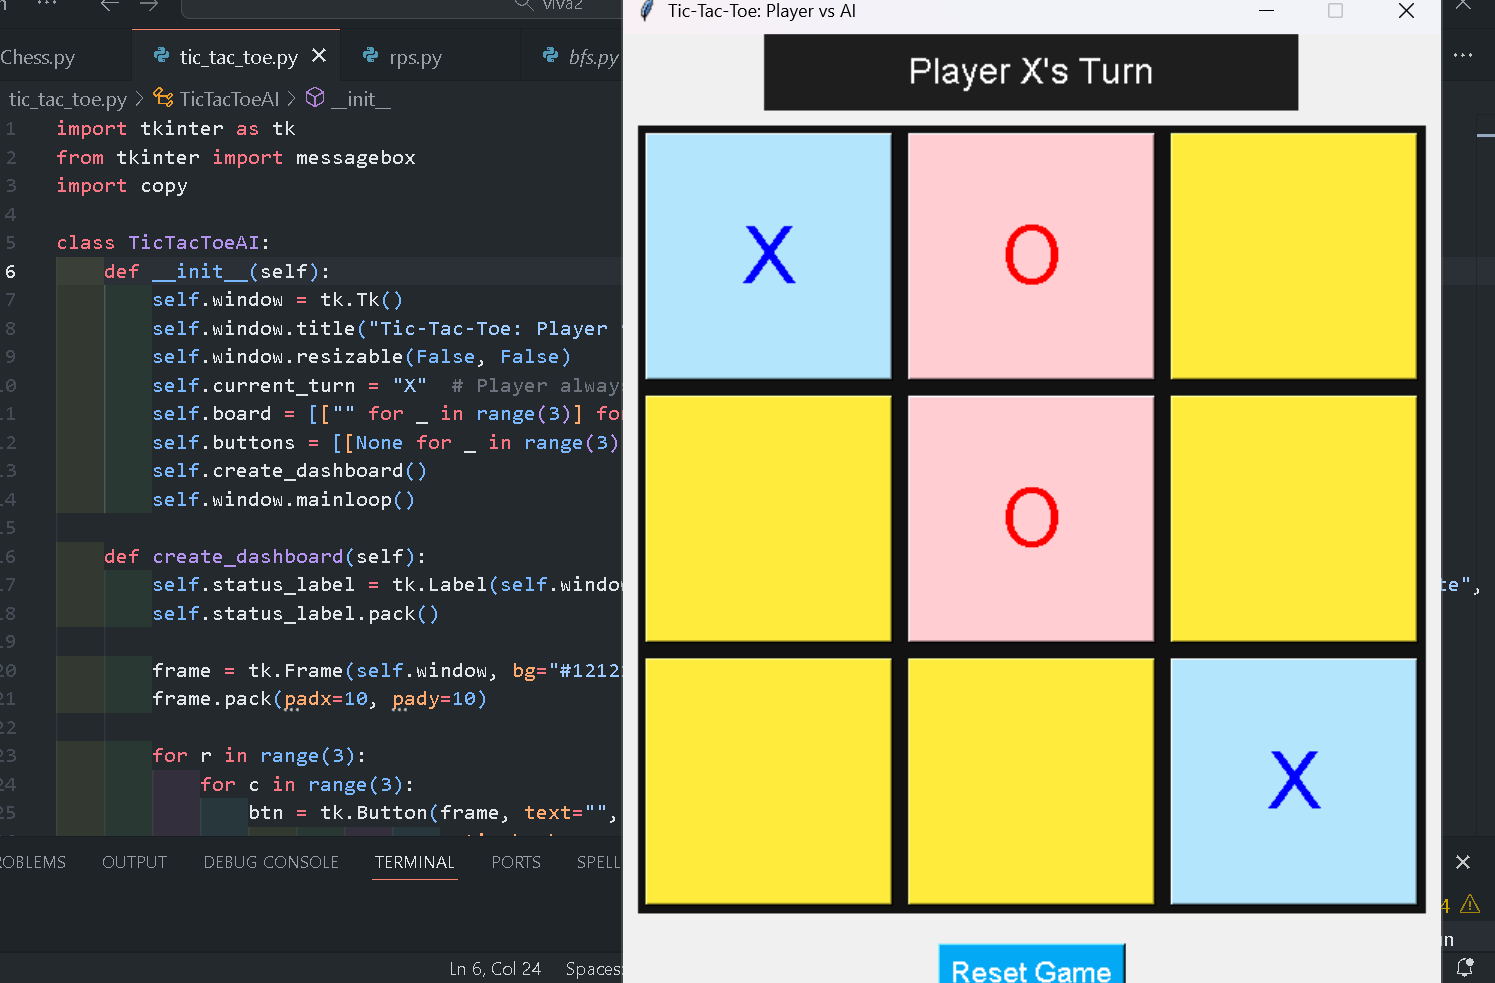 viva2
Chess.py
tic_tac_toe.py
rps.py
bfs.py
tic_tac_toe.py > TicTacToeAI > __init__
1 import tkinter as tk
2 from tkinter import messagebox
3 import copy
4
5 class TicTacToeAI:
6 def __init__(self):
7 self.window = tk.Tk()
8 self.window.title("Tic-Tac-Toe: Player
9 self.window.resizable(False, False)
10 self.current_turn = "X" # Player always
11 self.board = [["" for _ in range(3)] for
12 self.buttons = [[None for _ in range(3)
13 self.create_dashboard()
14 self.window.mainloop()
15
16 def create_dashboard(self):
17 self.status_label = tk.Label(self.window
te",
18 self.status_label.pack()
19
20 frame = tk.Frame(self.window, bg="#1212
21 frame.pack(padx=10, pady=10)
22
23 for r in range(3):
24 for c in range(3):
25 btn = tk.Button(frame, text="",
PROBLEMS OUTPUT DEBUG CONSOLE TERMINAL PORTS SPELL
4
Ln 6, Col 24 Spaces:
Tic-Tac-Toe: Player vs AI
Player X's Turn
X O
O
X
Reset Game